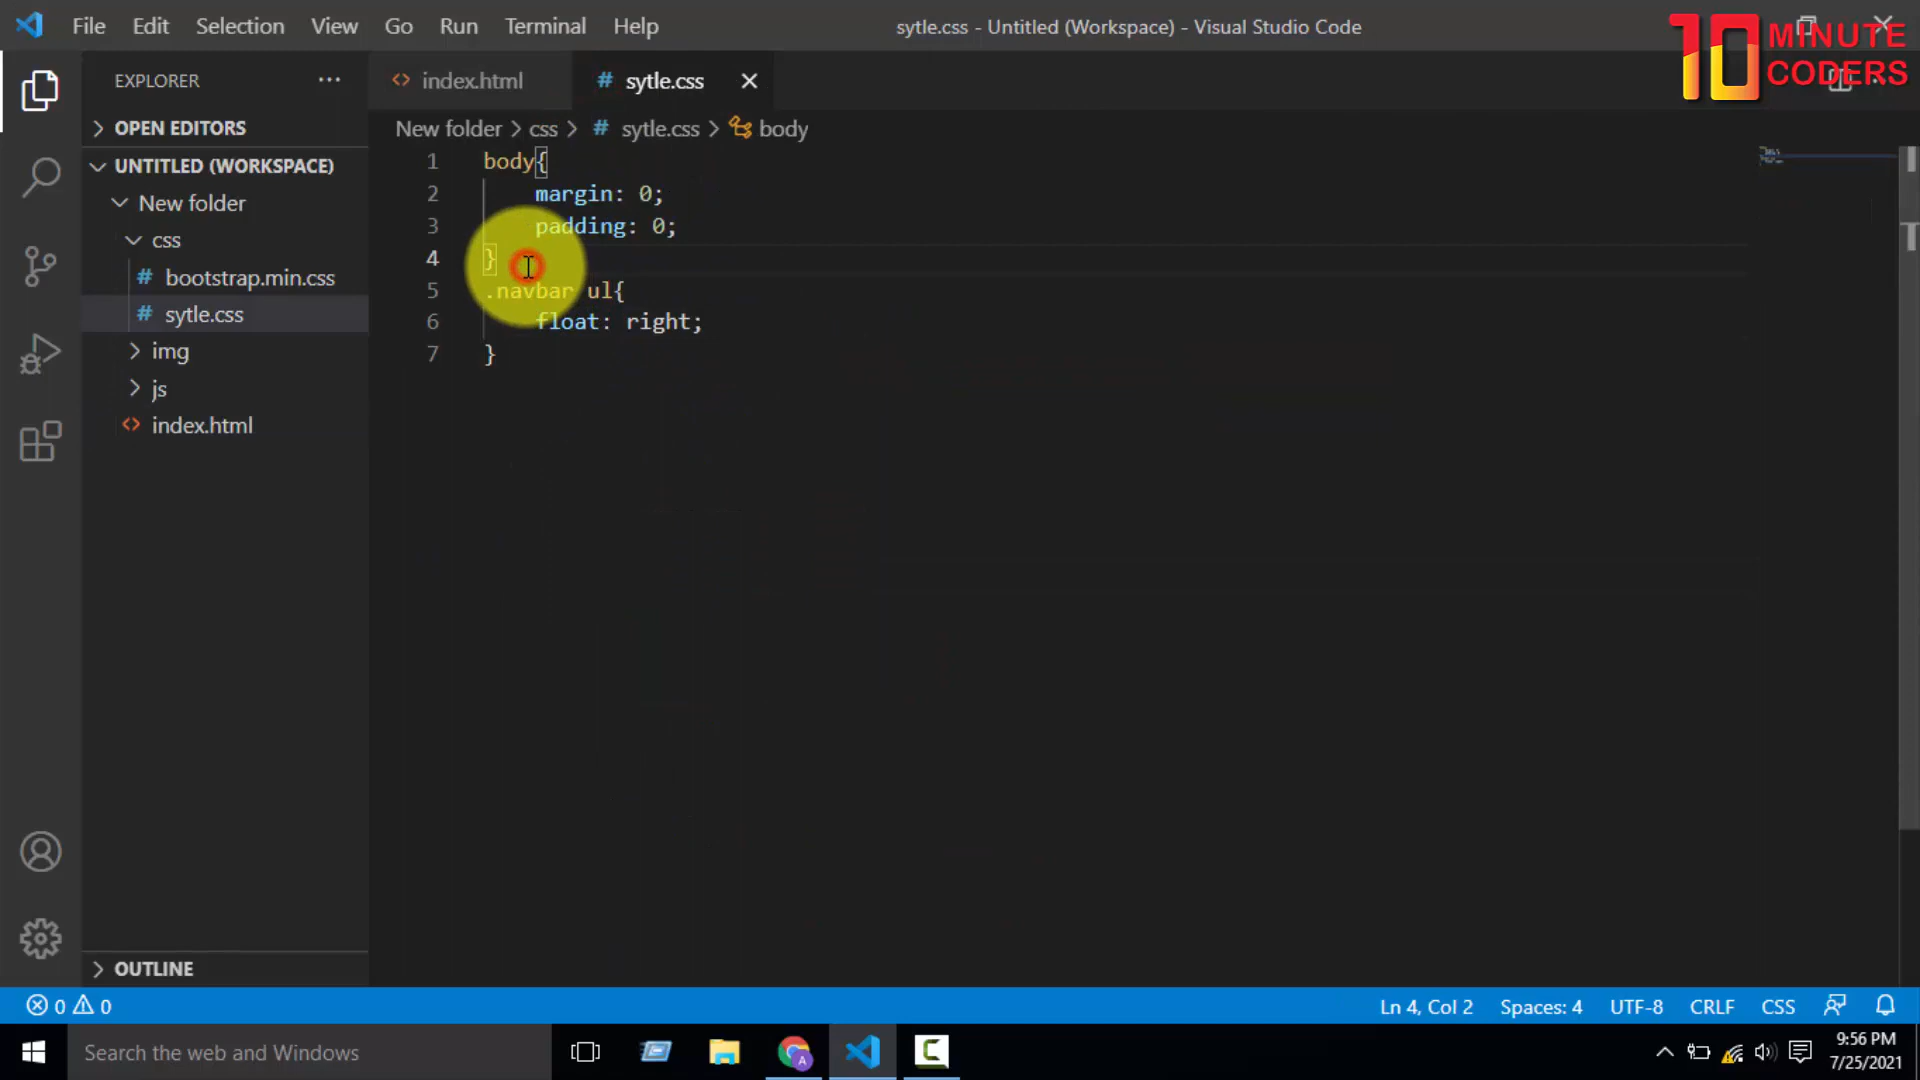 File Edit Selection View Go Run Terminal Help
sytle.css - Untitled (Workspace) - Visual Studio Code
10 MINUTE
CODERS
EXPLORER
OPEN EDITORS
UNTITLED (WORKSPACE)
New folder
css
# bootstrap.min.css
# sytle.css
img
js
<> index.html
OUTLINE
<> index.html # sytle.css
New folder > css > # sytle.css > body
1 body{
2 margin: 0;
3 padding: 0;
4 }
5 .navbar ul{
6 float: right;
7 }
0 0
Ln 4, Col 2 Spaces: 4 UTF-8 CRLF CSS
Search the web and Windows
A
9:56 PM
7/25/2021